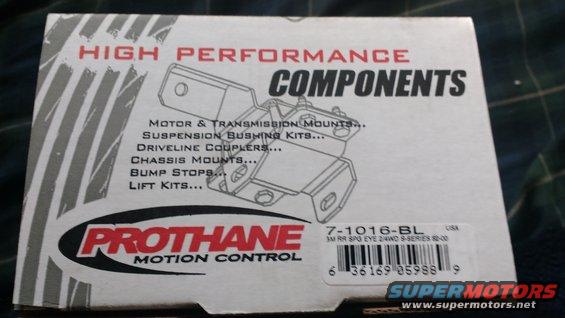 HIGH PERFORMANCE
COMPONENTS
MOTOR & TRANSMISSION MOUNTS...
SUSPENSION BUSHING KITS...
DRIVELINE COUPLERS...
CHASSIS MOUNTS...
BUMP STOPS...
LIFT KITS...
PROTHANE
MOTION CONTROL
7-1016-BL USA
3M RR SPG EYE 2/4WD S-SERIES 82-00
6 36169 05988 9
SUPERMOTORS
www.supermotors.net